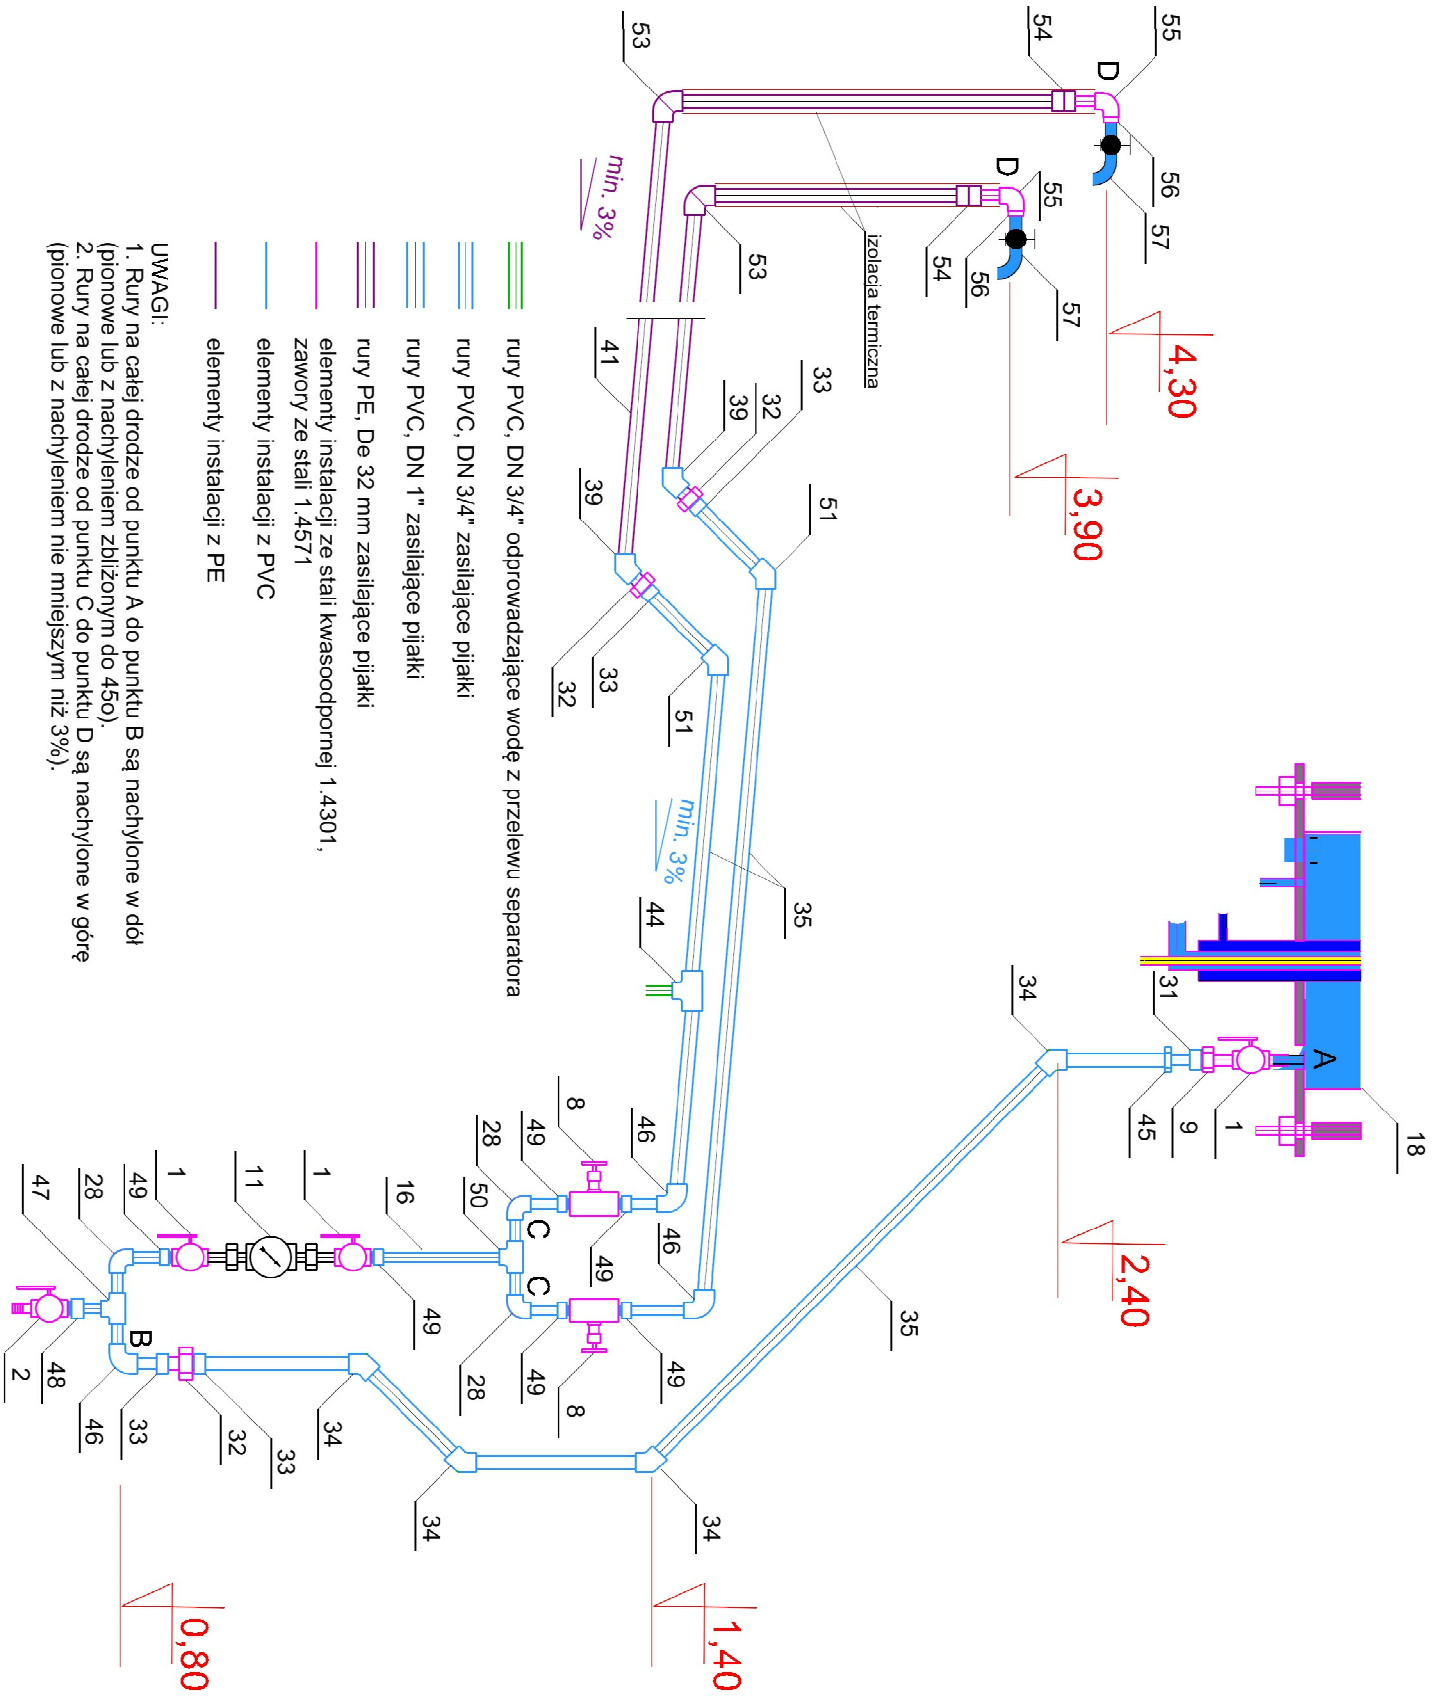 55
54
D
53
56
57
D
55
54
56
57
53
izolacja termiczna
min. 3%
4,30
3,90
41
39
32
33
39
51
32
33
51
min. 3%
35
44
34
31
A
45
9
1
18
2,40
35
8
49
28
46
50
C
C
49
46
16
1
11
1
49
28
47
49
28
49
8
49
B
2
48
46
33
32
33
34
34
34
1,40
0,80
rury PVC, DN 3/4" odprowadzające wodę z przelewu separatora
rury PVC, DN 3/4" zasilające pijałki
rury PVC, DN 1" zasilające pijałki
rury PE, De 32 mm zasilające pijałki
elementy instalacji ze stali kwasoodpornej 1.4301,
zawory ze stali 1.4571
elementy instalacji z PVC
elementy instalacji z PE
UWAGI:
1. Rury na całej drodze od punktu A do punktu B są nachylone w dół
(pionowe lub z nachyleniem zbliżonym do 45o).
2. Rury na całej drodze od punktu C do punktu D są nachylone w górę
(pionowe lub z nachyleniem nie mniejszym niż 3%).